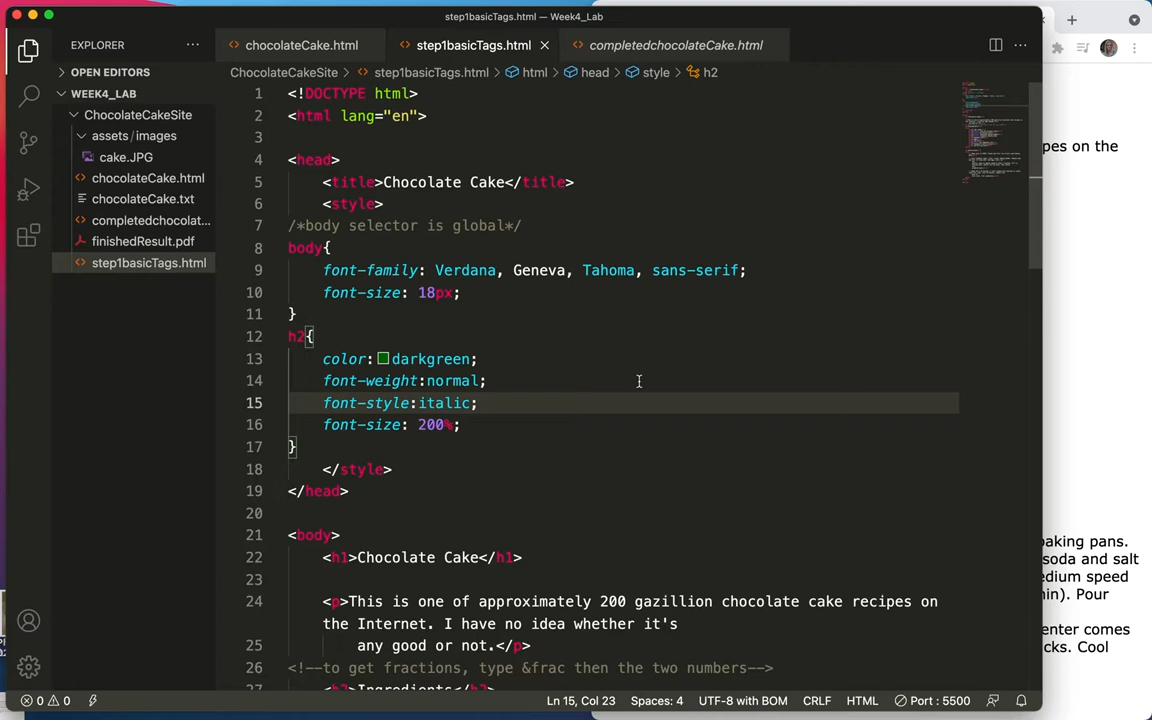 step1basicTags.html — Week4_Lab
EXPLORER
chocolateCake.html
step1basicTags.html
completedchocolateCake.html
OPEN EDITORS
ChocolateCakeSite > step1basicTags.html > html > head > style > h2
WEEK4_LAB
ChocolateCakeSite
assets/images
cake.JPG
chocolateCake.html
chocolateCake.txt
completedchocolat...
finishedResult.pdf
step1basicTags.html
1 <!DOCTYPE html>
2 <html lang="en">
3
4 <head>
5 <title>Chocolate Cake</title>
6 <style>
7 /*body selector is global*/
8 body{
9 font-family: Verdana, Geneva, Tahoma, sans-serif;
10 font-size: 18px;
11 }
12 h2{
13 color: darkgreen;
14 font-weight:normal;
15 font-style:italic;
16 font-size: 200%;
17 }
18 </style>
19 </head>
20
21 <body>
22 <h1>Chocolate Cake</h1>
23
24 <p>This is one of approximately 200 gazillion chocolate cake recipes on
the Internet. I have no idea whether it's
25 any good or not.</p>
26 <!--to get fractions, type &frac then the two numbers-->
27 <h2>Ingredients</h2>
pes on the
aking pans.
soda and salt
edium speed
in). Pour
enter comes
cks. Cool
0 0
Ln 15, Col 23 Spaces: 4 UTF-8 with BOM CRLF HTML Port : 5500